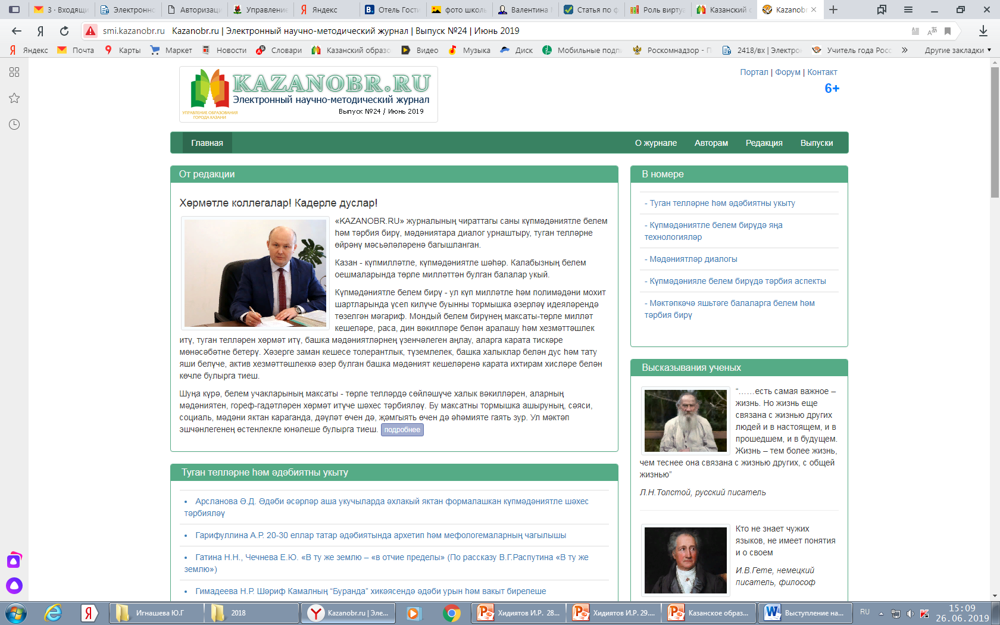 3 · Входящи
Электронно
Авторизаци
Управление
Яндекс
Отель Гости
фото школь
Валентина
Статья по ф
Роль вирту
Казанский
Kazanobr
smi.kazanobr.ru Kazanobr.ru | Электронный научно-методический журнал | Выпуск №24 | Июнь 2019
Яндекс
Почта
Карты
Маркет
Новости
Словари
Казанский образо
Видео
Музыка
Диск
Мобильные подп
Роскомнадзор - П
2418/вх | Электро
Учитель года Росс
Другие закладки
KAZANOBR.RU
Электронный научно-методический журнал
Выпуск №24 / Июнь 2019
УПРАВЛЕНИЕ ОБРАЗОВАНИЯ
ГОРОДА КАЗАНИ
Портал | Форум | Контакт
6+
Главная
О журнале
Авторам
Редакция
Выпуски
От редакции
Хөрмәтле коллегалар! Кадерле дуслар!
«KAZANOBR.RU» журналының чираттагы саны күпмәдәниятле белем
һәм тәрбия бирү, мәдәниятара диалог урнаштыру, туган телләрне
өйрәнү мәсьәләләренә багышланган.
Казан - күпмилләтле, күпмәдәниятле шәһәр. Калабызның белем
оешмаларында төрле милләттән булган балалар укый.
Күпмәдәниятле белем бирү - ул күп милләтле һәм полимәдәни мохит
шартларында үсеп килүче буынны тормышка әзерләү идеяләрендә
төзелгән мәгариф. Мондый белем бирүнең максаты-төрле милләт
кешеләре, раса, дин вәкилләре белән аралашу һәм хезмәттәшлек
итү, туган телләрен хөрмәт итү, башка мәдәниятләрнең үзенчәлеген аңлау, аларга карата тискәре
мөнәсәбәтне бетерү. Хәзерге заман кешесе толерантлык, түземлелек, башка халыклар белән дус һәм тату
яши белүче, актив хезмәттәшлеккә әзер булган башка мәдәният кешеләренә карата ихтирам хисләре белән
көчле булырга тиеш.
Шуңа күрә, белем учакларының максаты - төрле телләрдә сөйләшүче халык вәкилләрен, аларның
мәдәниятен, гореф-гадәтләрен хөрмәт итүче шәхес тәрбияләү. Бу максатны тормышка ашыруның, сәяси,
социаль, мәдәни яктан караганда, дәүләт өчен дә, җәмгыять өчен дә әһәмияте гаять зур. Ул мәктәп
эшчәнлегенең өстенлекле юнәлеше булырга тиеш. подробнее
В номере
- Туган телләрне һәм әдәбиятны укыту
- Күпмәдәниятле белем бирүдә яңа
технологияләр
- Мәдәниятләр диалогы
- Күпмәдәнияле белем бирүдә тәрбия аспекты
- Мәктәпкәчә яшьтәге балаларга белем һәм
тәрбия бирү
Высказывания ученых
“……есть самая важное –
жизнь. Но жизнь еще
связана с жизнью других
людей и в настоящем, и в
прошедшем, и в будущем.
Жизнь – тем более жизнь,
чем теснее она связана с жизнью других, с общей
жизнью”
Л.Н.Толстой, русский писатель
Кто не знает чужих
языков, не имеет понятия
и о своем
И.В.Гете, немецкий
писатель, философ
Туган телләрне һәм әдәбиятны укыту
• Арсланова Ә.Д. Әдәби әсәрләр аша укучыларда әхлакый яктан формалашкан күпмәдәниятле шәхес
тәрбияләү
• Гарифуллина А.Р. 20-30 еллар татар әдәбиятында архетип һәм мефологемаларның чагылышы
• Гатина Н.Н., Чечнева Е.Ю. «В ту же землю – «в отчие пределы» (По рассказу В.Г.Распутина «В ту же
землю»)
• Гимадеева Н.Р. Шәриф Камалның “Буранда” хикәясендә әдәби урын һәм вакыт бирелеше
Игнашева Ю.Г
2018
Kazanobr.ru | Эле...
Хидиятов И.Р. 28...
Хидиятов И.Р. 29....
Казанское образ...
Выступление на...
RU
15:09
26.06.2019